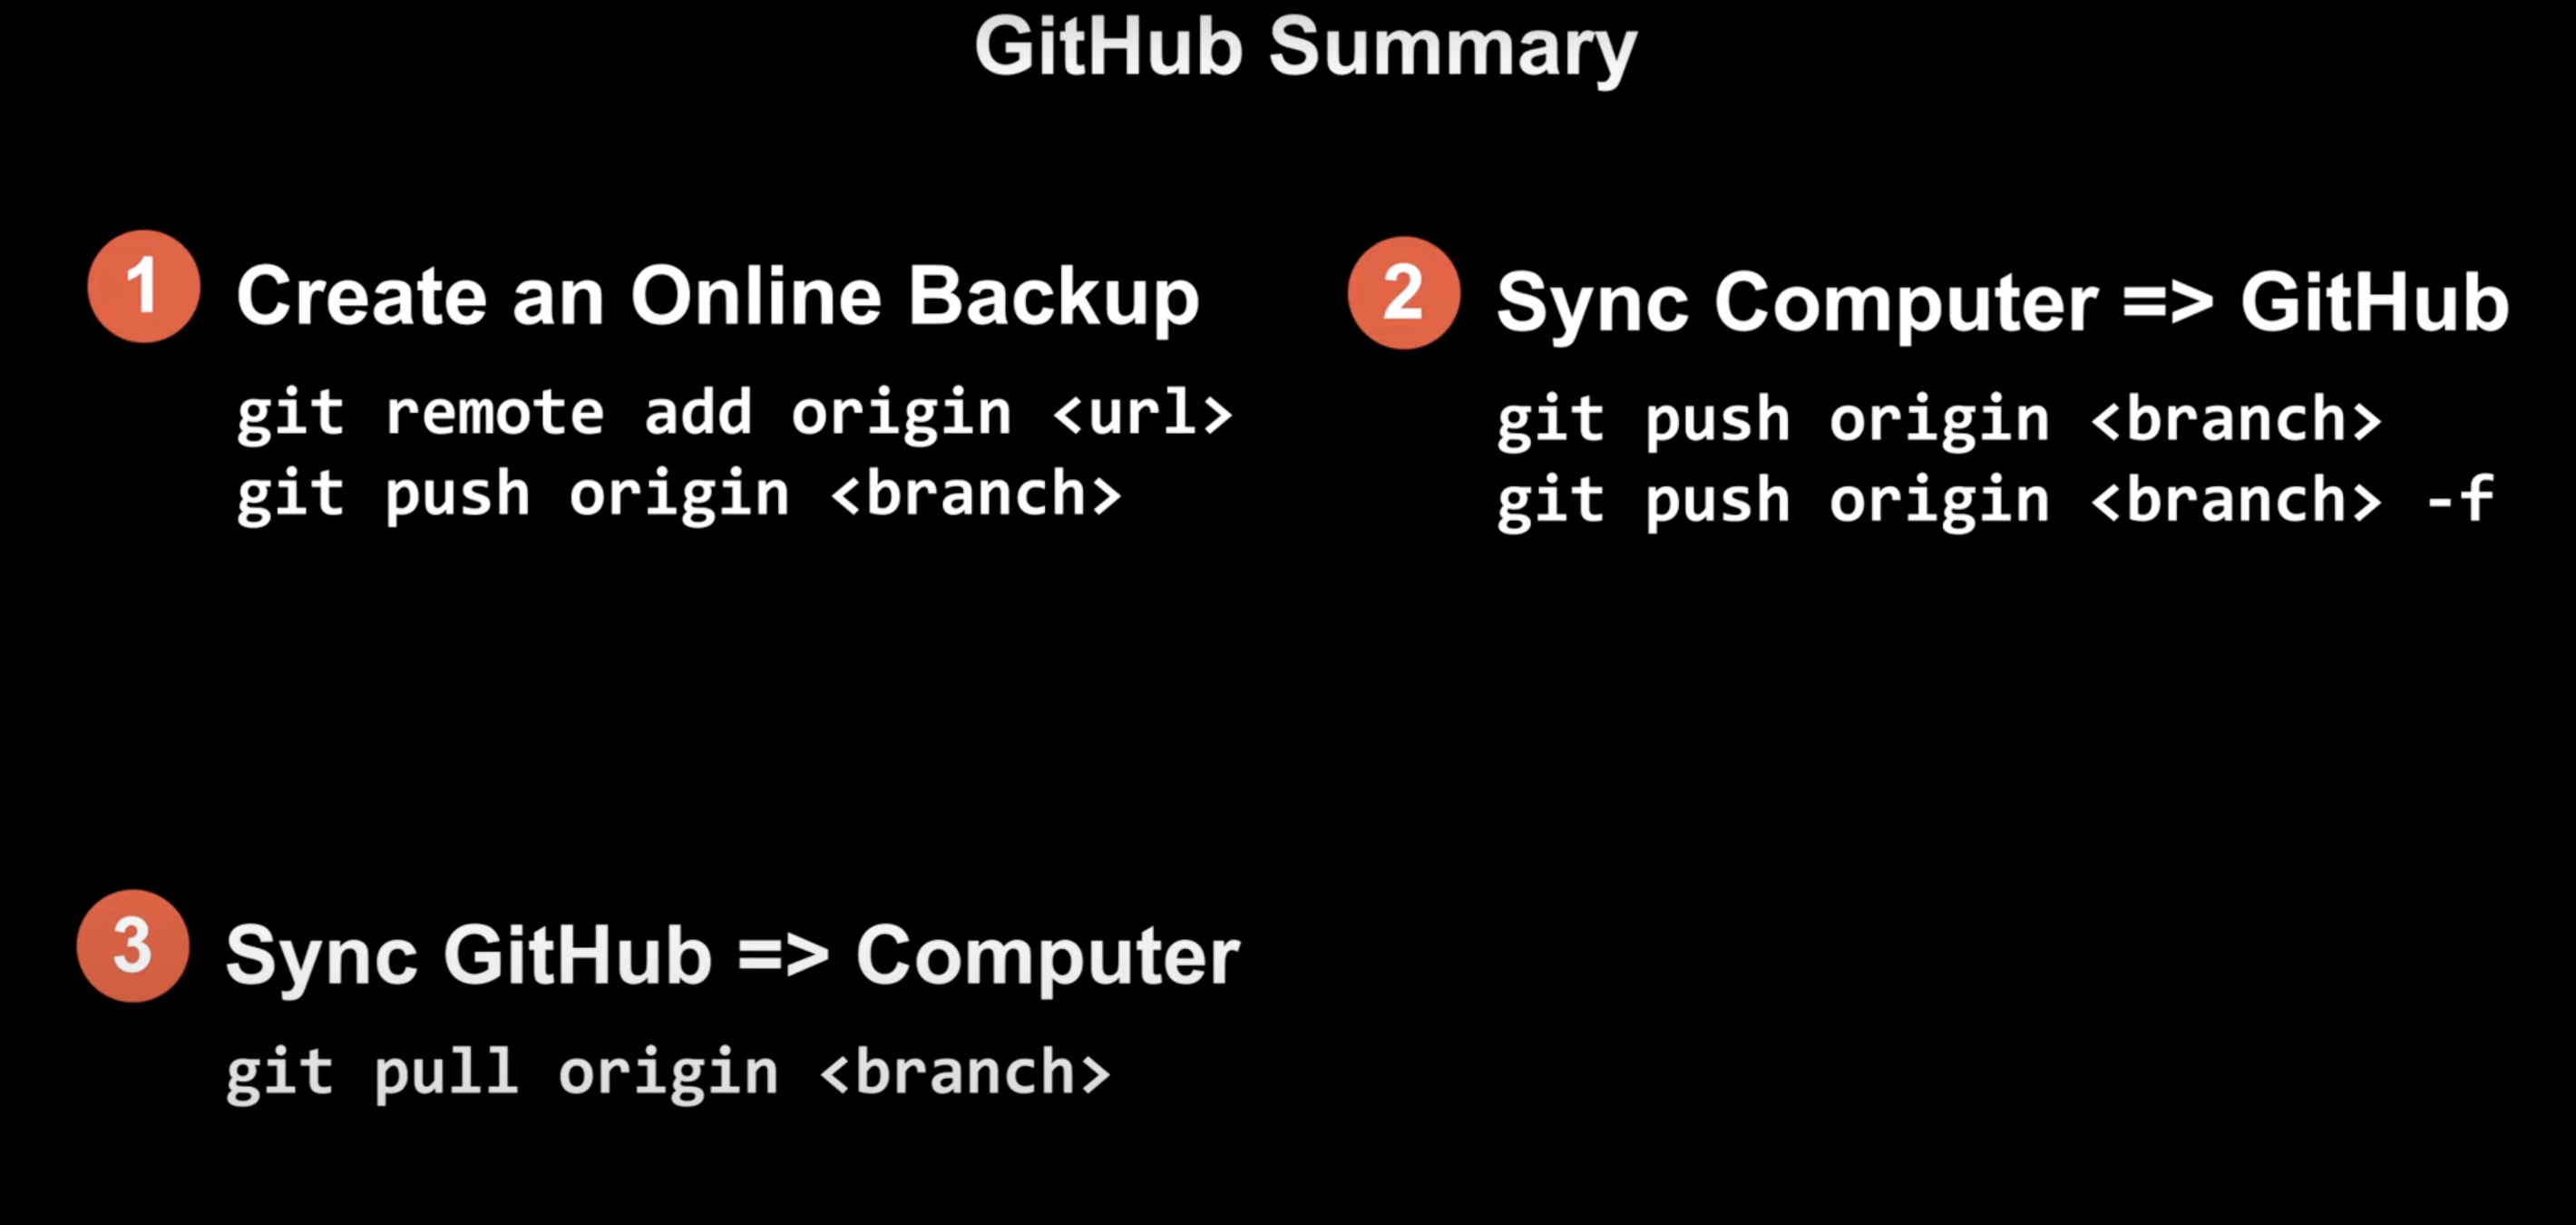 GitHub Summary
1 Create an Online Backup
git remote add origin <url>
git push origin <branch>
2 Sync Computer => GitHub
git push origin <branch>
git push origin <branch> -f
3 Sync GitHub => Computer
git pull origin <branch>